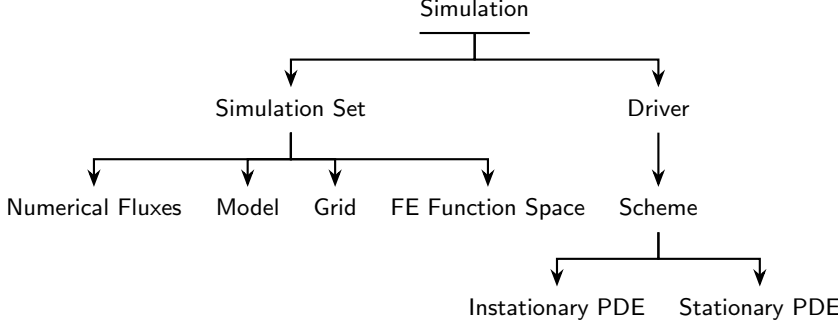 Simulation
Simulation Set
Driver
Numerical Fluxes
Model
Grid
FE Function Space
Scheme
Instationary PDE
Stationary PDE